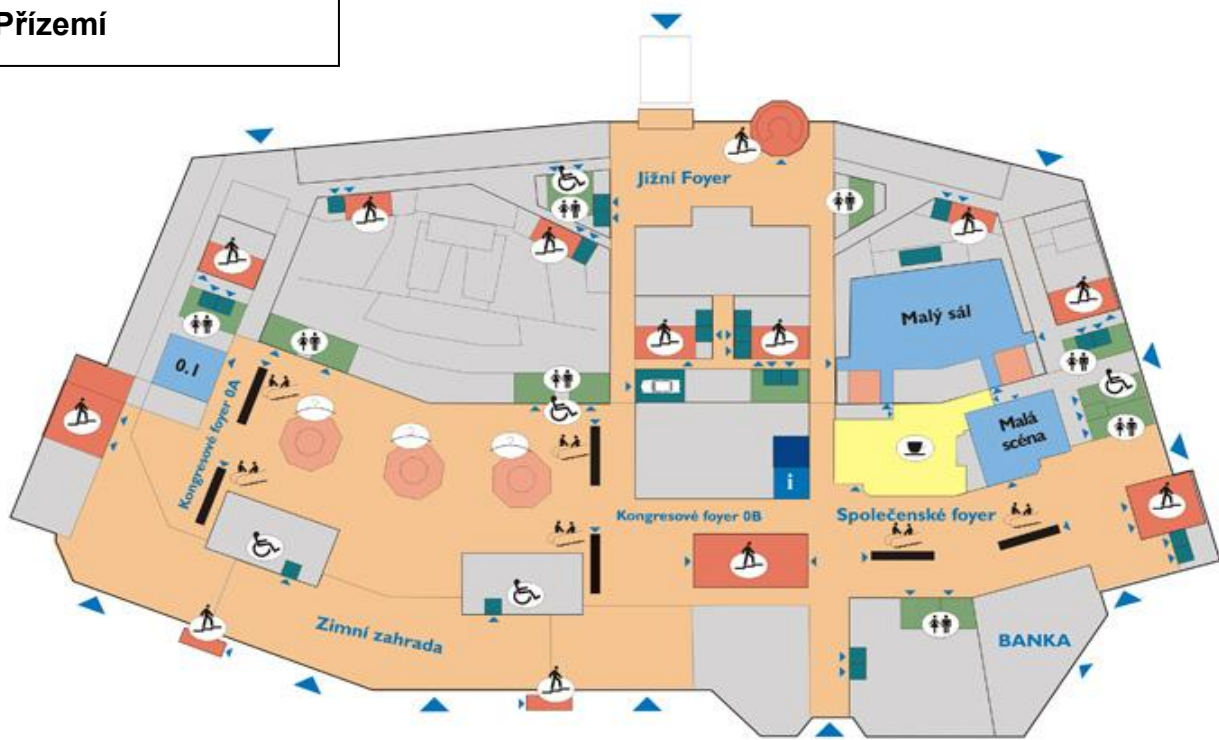 Přízemí
Jižní Foyer
Malý sál
0.1
Kongresové foyer 0A
Malá
scéna
i
Kongresové foyer 0B
Společenské foyer
Zimní zahrada
BANKA